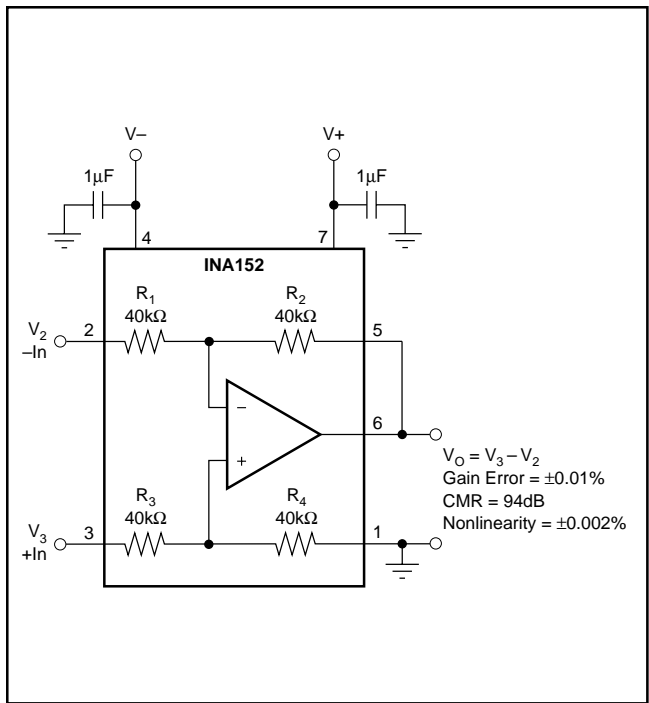 V–
V+
1µF
1µF
4
7
INA152
R1
40kΩ
R2
40kΩ
V2
–In
2
5
–
+
6
VO = V3 – V2
Gain Error = ±0.01%
CMR = 94dB
Nonlinearity = ±0.002%
R3
40kΩ
R4
40kΩ
V3
+In
3
1